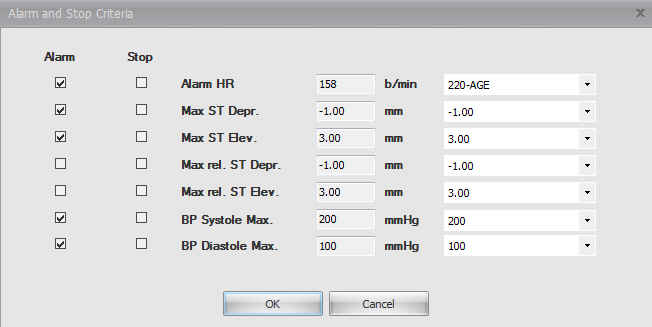 Alarm and Stop Criteria
Alarm Stop
Alarm HR 158 b/min 220-AGE
Max ST Depr. -1.00 mm -1.00
Max ST Elev. 3.00 mm 3.00
Max rel. ST Depr. -1.00 mm -1.00
Max rel. ST Elev. 3.00 mm 3.00
BP Systole Max. 200 mmHg 200
BP Diastole Max. 100 mmHg 100
OK Cancel